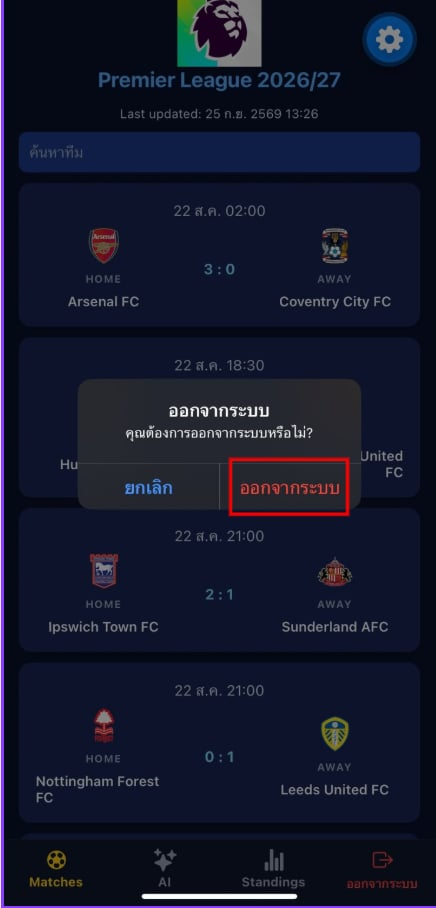 Premier League 2026/27
Last updated: 25 ก.ย. 2569 13:26
ค้นหาทีม
22 ส.ค. 02:00
Arsenal
HOME
3 : 0
AWAY
Arsenal FC
Coventry City FC
22 ส.ค. 18:30
ออกจากระบบ
คุณต้องการออกจากระบบหรือไม่?
Hu
United
FC
ยกเลิก
ออกจากระบบ
22 ส.ค. 21:00
HOME
2 : 1
AWAY
Ipswich Town FC
Sunderland AFC
22 ส.ค. 21:00
HOME
0 : 1
AWAY
Nottingham Forest
FC
Leeds United FC
Matches
AI
Standings
ออกจากระบบ